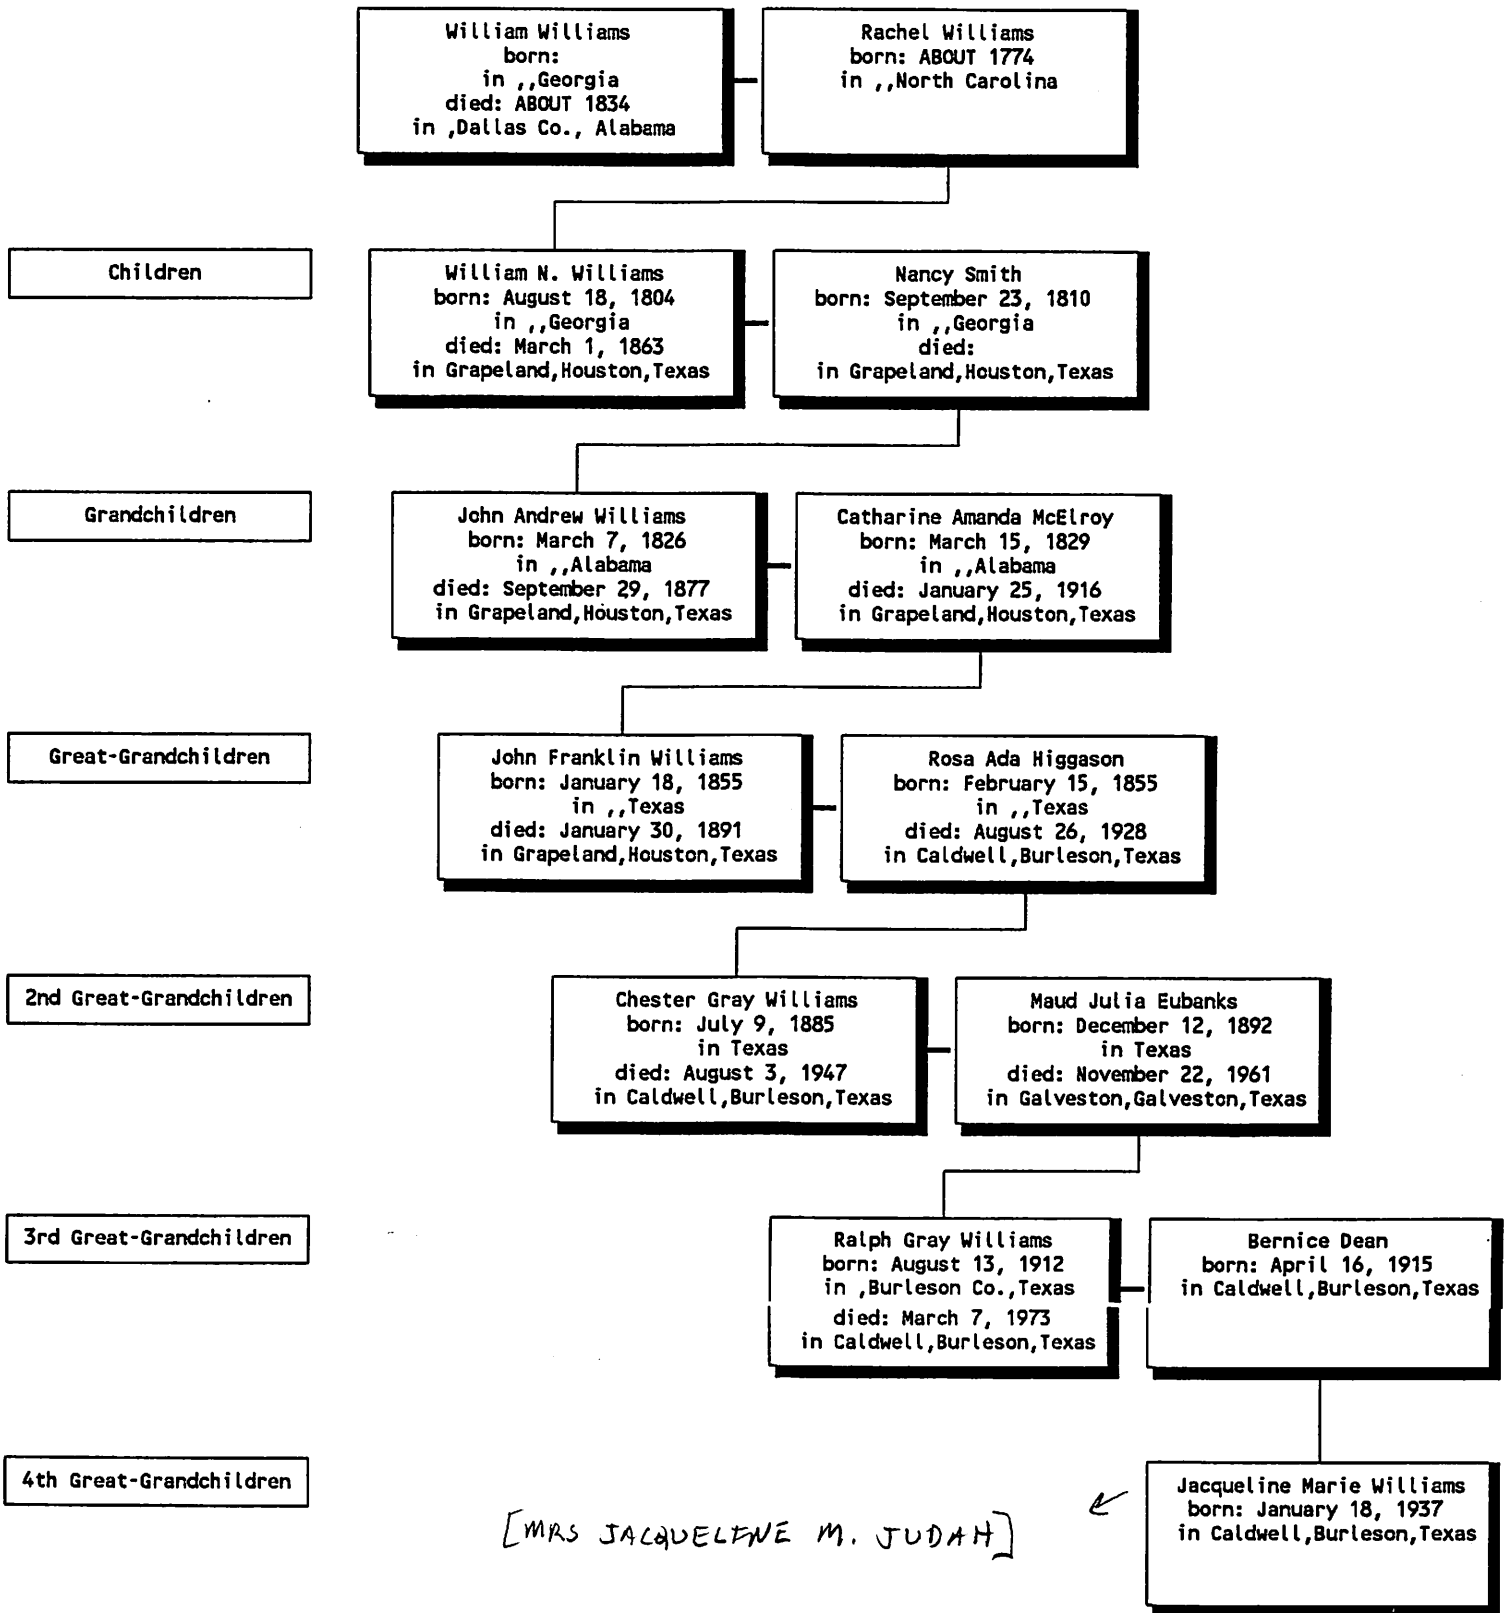 William Williams
born:
in ,,Georgia
died: ABOUT 1834
in ,Dallas Co., Alabama
Rachel Williams
born: ABOUT 1774
in ,,North Carolina
Children
William N. Williams
born: August 18, 1804
in ,,Georgia
died: March 1, 1863
in Grapeland,Houston,Texas
Nancy Smith
born: September 23, 1810
in ,,Georgia
died:
in Grapeland,Houston,Texas
Grandchildren
John Andrew Williams
born: March 7, 1826
in ,,Alabama
died: September 29, 1877
in Grapeland,Houston,Texas
Catharine Amanda McElroy
born: March 15, 1829
in ,,Alabama
died: January 25, 1916
in Grapeland,Houston,Texas
Great-Grandchildren
John Franklin Williams
born: January 18, 1855
in ,,Texas
died: January 30, 1891
in Grapeland,Houston,Texas
Rosa Ada Higgason
born: February 15, 1855
in ,,Texas
died: August 26, 1928
in Caldwell,Burleson,Texas
2nd Great-Grandchildren
Chester Gray Williams
born: July 9, 1885
in Texas
died: August 3, 1947
in Caldwell,Burleson,Texas
Maud Julia Eubanks
born: December 12, 1892
in Texas
died: November 22, 1961
in Galveston,Galveston,Texas
3rd Great-Grandchildren
Ralph Gray Williams
born: August 13, 1912
in ,Burleson Co.,Texas
died: March 7, 1973
in Caldwell,Burleson,Texas
Bernice Dean
born: April 16, 1915
in Caldwell,Burleson,Texas
4th Great-Grandchildren
Jacqueline Marie Williams
born: January 18, 1937
in Caldwell,Burleson,Texas
[MRS JACQUELINE M. JUDAH]